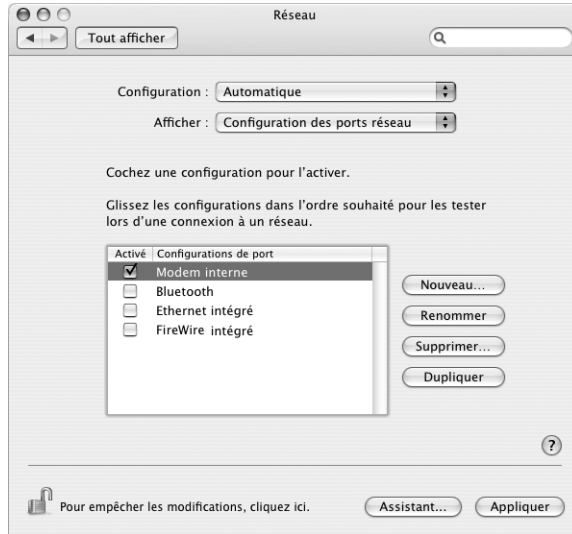 Réseau
Tout afficher
Configuration : Automatique
Afficher : Configuration des ports réseau
Cochez une configuration pour l'activer.
Glissez les configurations dans l'ordre souhaité pour les tester
lors d'une connexion à un réseau.
Activé Configurations de port
Modem interne
Bluetooth
Ethernet intégré
FireWire intégré
Nouveau...
Renommer
Supprimer...
Dupliquer
?
Pour empêcher les modifications, cliquez ici.
Assistant...
Appliquer